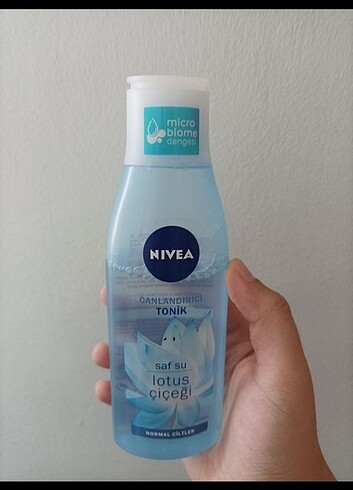 micro
biome
dengesi
NIVEA
CANLANDIRICI
TONİK
saf su
lotus
çiçeği
NORMAL CİLTLER